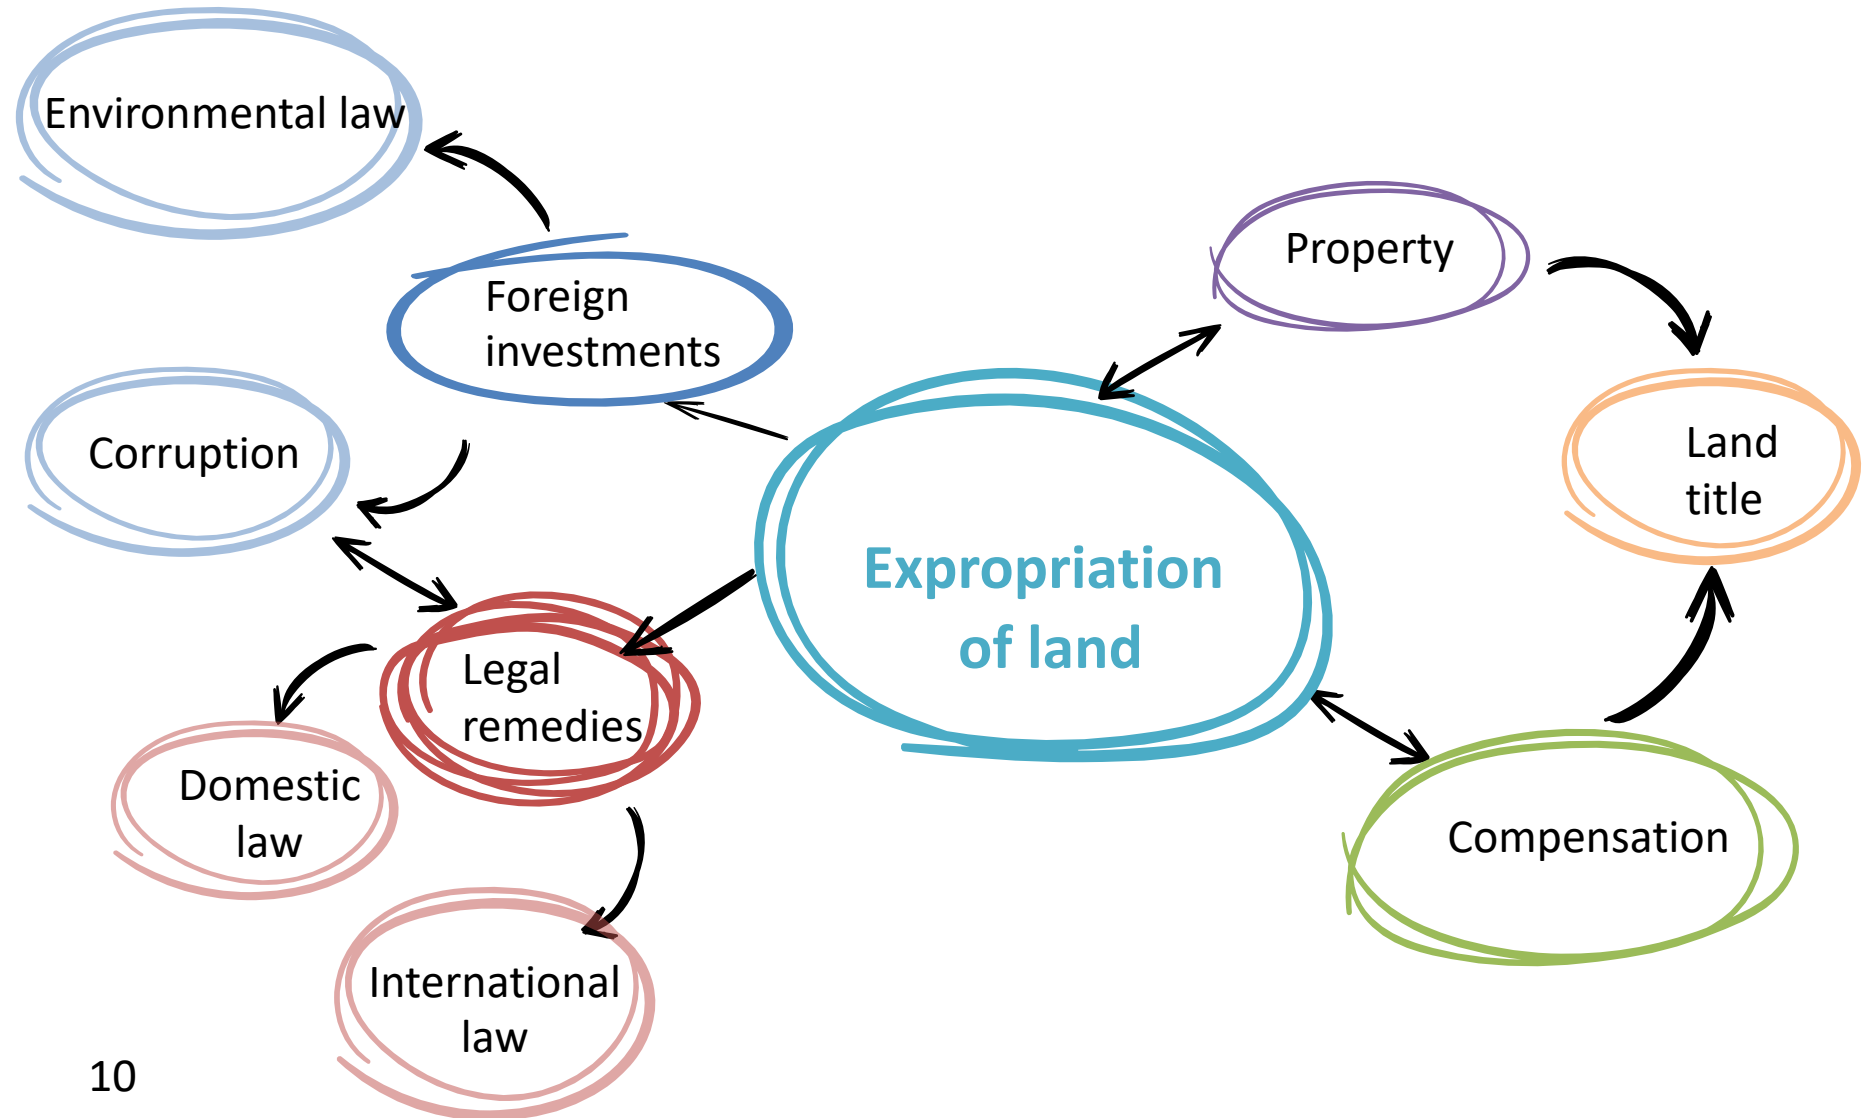 Environmental law
Foreign
investments
Corruption
Legal
remedies
Domestic
law
International
law
Expropriation
of land
Property
Land
title
Compensation
10